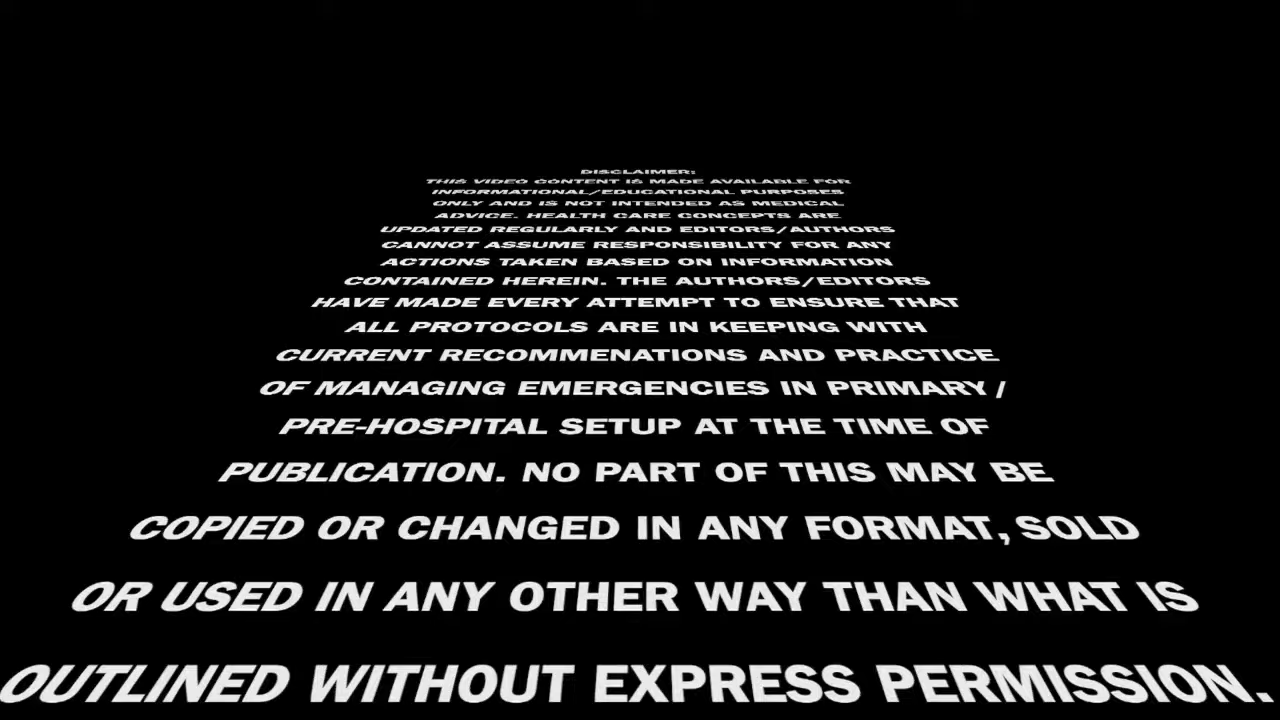 DISCLAIMER:
THIS VIDEO CONTENT IS MADE AVAILABLE FOR
INFORMATIONAL/EDUCATIONAL PURPOSES
ONLY AND IS NOT INTENDED AS MEDICAL
ADVICE. HEALTH CARE CONCEPTS ARE
UPDATED REGULARLY AND EDITORS/AUTHORS
CANNOT ASSUME RESPONSIBILITY FOR ANY
ACTIONS TAKEN BASED ON INFORMATION
CONTAINED HEREIN. THE AUTHORS/EDITORS
HAVE MADE EVERY ATTEMPT TO ENSURE THAT
ALL PROTOCOLS ARE IN KEEPING WITH
CURRENT RECOMMENATIONS AND PRACTICE
OF MANAGING EMERGENCIES IN PRIMARY /
PRE-HOSPITAL SETUP AT THE TIME OF
PUBLICATION. NO PART OF THIS MAY BE
COPIED OR CHANGED IN ANY FORMAT, SOLD
OR USED IN ANY OTHER WAY THAN WHAT IS
OUTLINED WITHOUT EXPRESS PERMISSION.